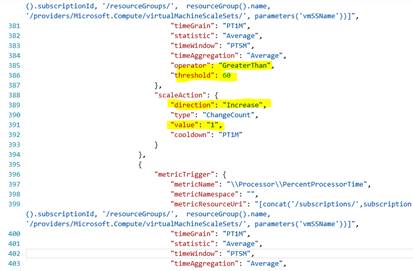 ().subscriptionId, '/resourceGroups/', resourceGroup().name,
'/providers/Microsoft.Compute/virtualMachineScaleSets/', parameters('vmSSName'))]",
381 "timeGrain": "PT1M",
382 "statistic": "Average",
383 "timeWindow": "PT5M",
384 "timeAggregation": "Average",
385 "operator": "GreaterThan",
386 "threshold": 60
387 },
388 "scaleAction": {
389 "direction": "Increase",
390 "type": "ChangeCount",
391 "value": "1",
392 "cooldown": "PT1M"
393 }
394 },
395 {
396 "metricTrigger": {
397 "metricName": "\\Processor\\PercentProcessorTime",
398 "metricNamespace": "",
399 "metricResourceUri": "[concat('/subscriptions/',subscription
().subscriptionId, '/resourceGroups/', resourceGroup().name,
'/providers/Microsoft.Compute/virtualMachineScaleSets/', parameters('vmSSName'))]",
400 "timeGrain": "PT1M",
401 "statistic": "Average",
402 "timeWindow": "PT5M",
403 "timeAggregation": "Average",